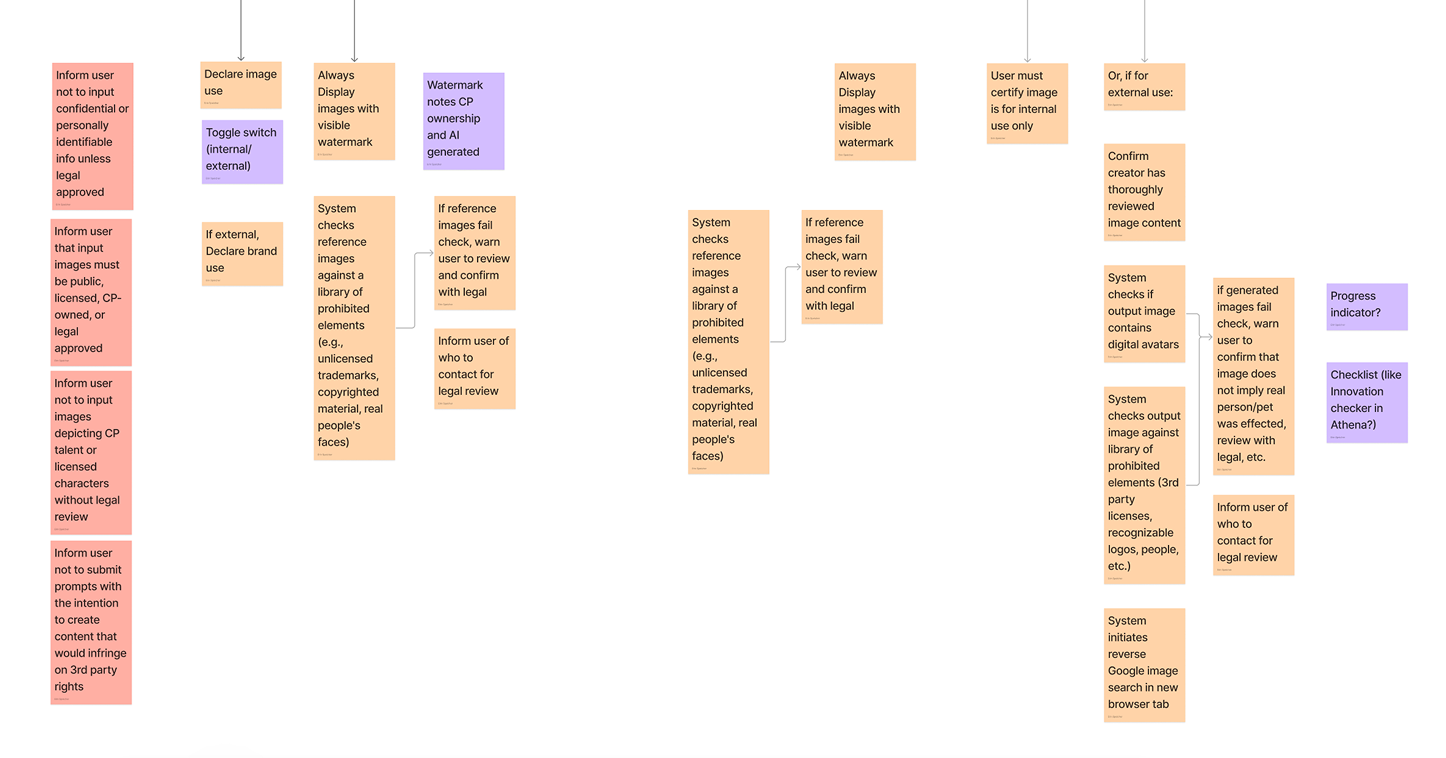 Inform user
not to input
confidential or
personally
identifiable
info unless
legal
approved
Inform user
that input
images must
be public,
licensed, CP-
owned, or
legal
approved
Inform user
not to input
images
depicting CP
talent or
licensed
characters
without legal
review
Inform user
not to submit
prompts with
the intention
to create
content that
would infringe
on 3rd party
rights
Declare image
use
Toggle switch
(internal/
external)
If external,
Declare brand
use
Always
Display
images with
visible
watermark
Watermark
notes CP
ownership
and AI
generated
System
checks
reference
images
against a
library of
prohibited
elements
(e.g.,
unlicensed
trademarks,
copyrighted
material, real
people's
faces)
If reference
images fail
check, warn
user to review
and confirm
with legal
Inform user of
who to
contact for
legal review
System
checks
reference
images
against a
library of
prohibited
elements
(e.g.,
unlicensed
trademarks,
copyrighted
material, real
people's
faces)
If reference
images fail
check, warn
user to review
and confirm
with legal
Always
Display
images with
visible
watermark
User must
certify image
is for internal
use only
Or, if for
external use:
Confirm
creator has
thoroughly
reviewed
image content
System
checks if
output image
contains
digital avatars
System
checks output
image against
library of
prohibited
elements (3rd
party
licenses,
recognizable
logos, people,
etc.)
System
initiates
reverse
Google image
search in new
browser tab
if generated
images fail
check, warn
user to
confirm that
image does
not imply real
person/pet
was effected,
review with
legal, etc.
Inform user of
who to
contact for
legal review
Progress
indicator?
Checklist (like
Innovation
checker in
Athena?)